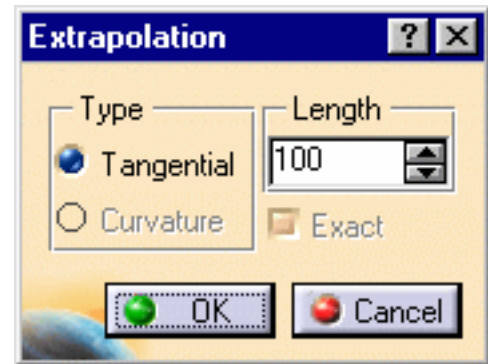 Extrapolation ? X
Type Length
Tangential 100
Curvature Exact
OK Cancel